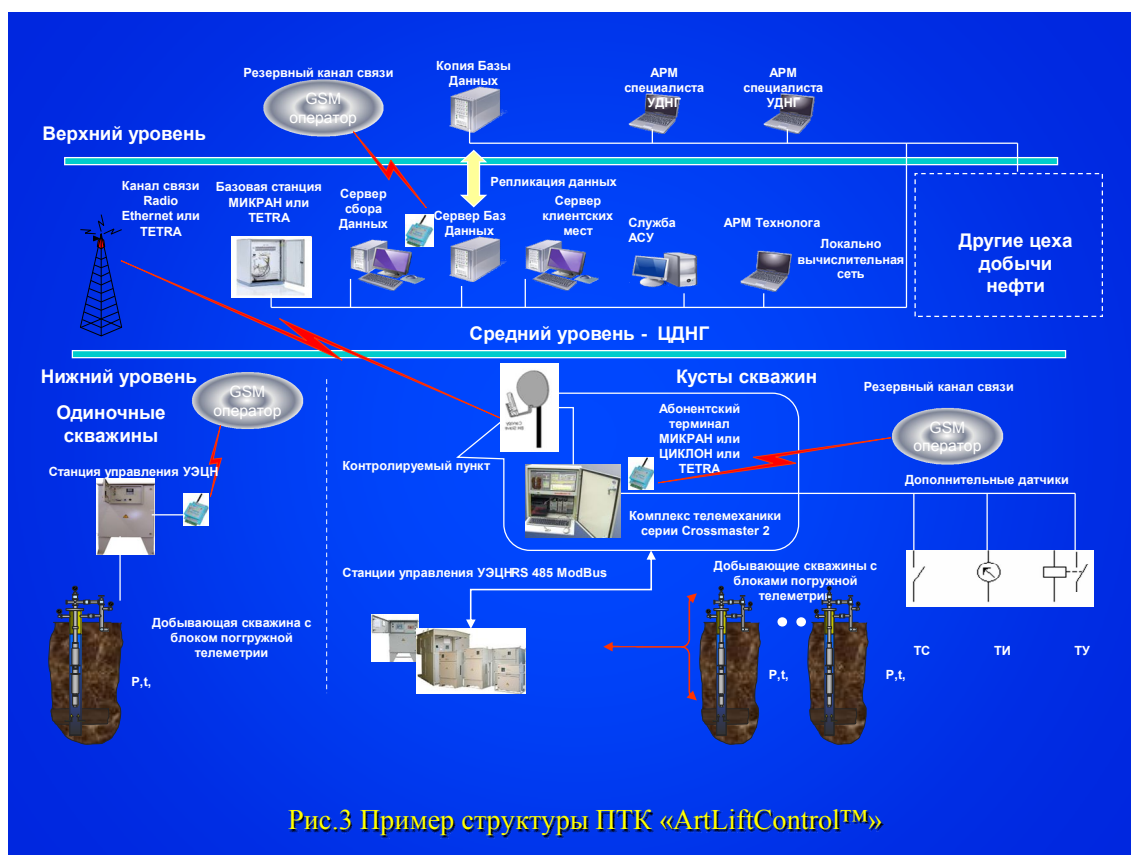 Резервный канал связи
GSM
оператор
Копия Базы
Данных
АРМ
специалиста
УДНГ
АРМ
специалиста
УДНГ
Верхний уровень
Канал связи
Radio
Ethernet или
TETRA
Базовая станция
МИКРАН или
TETRA
Сервер
сбора
Данных
Репликация данных
Сервер Баз
Данных
Сервер
клиентских
мест
Служба
АСУ
АРМ Технолога
Локально
вычислительная
сеть
Другие цеха
добычи
нефти
Средний уровень - ЦДНГ
Нижний уровень
Одиночные
скважины
GSM
оператор
Станция управления УЭЦН
Добывающая скважина с
блоком поггружной
телеметрии
P,t,
Кусты скважин
Контролируемый пункт
Абонентский
терминал
МИКРАН или
ЦИКЛОН или
TETRA
Резервный канал связи
GSM
оператор
Комплекс телемеханики
серии Crossmaster 2
Дополнительные датчики
Станции управления УЭЦН
RS 485 ModBus
Добывающие скважины с
блоками погружной
телеметрии
P,t,
P,t,
ТС
ТИ
ТУ
Рис.3 Пример структуры ПТК «ArtLiftControl™»